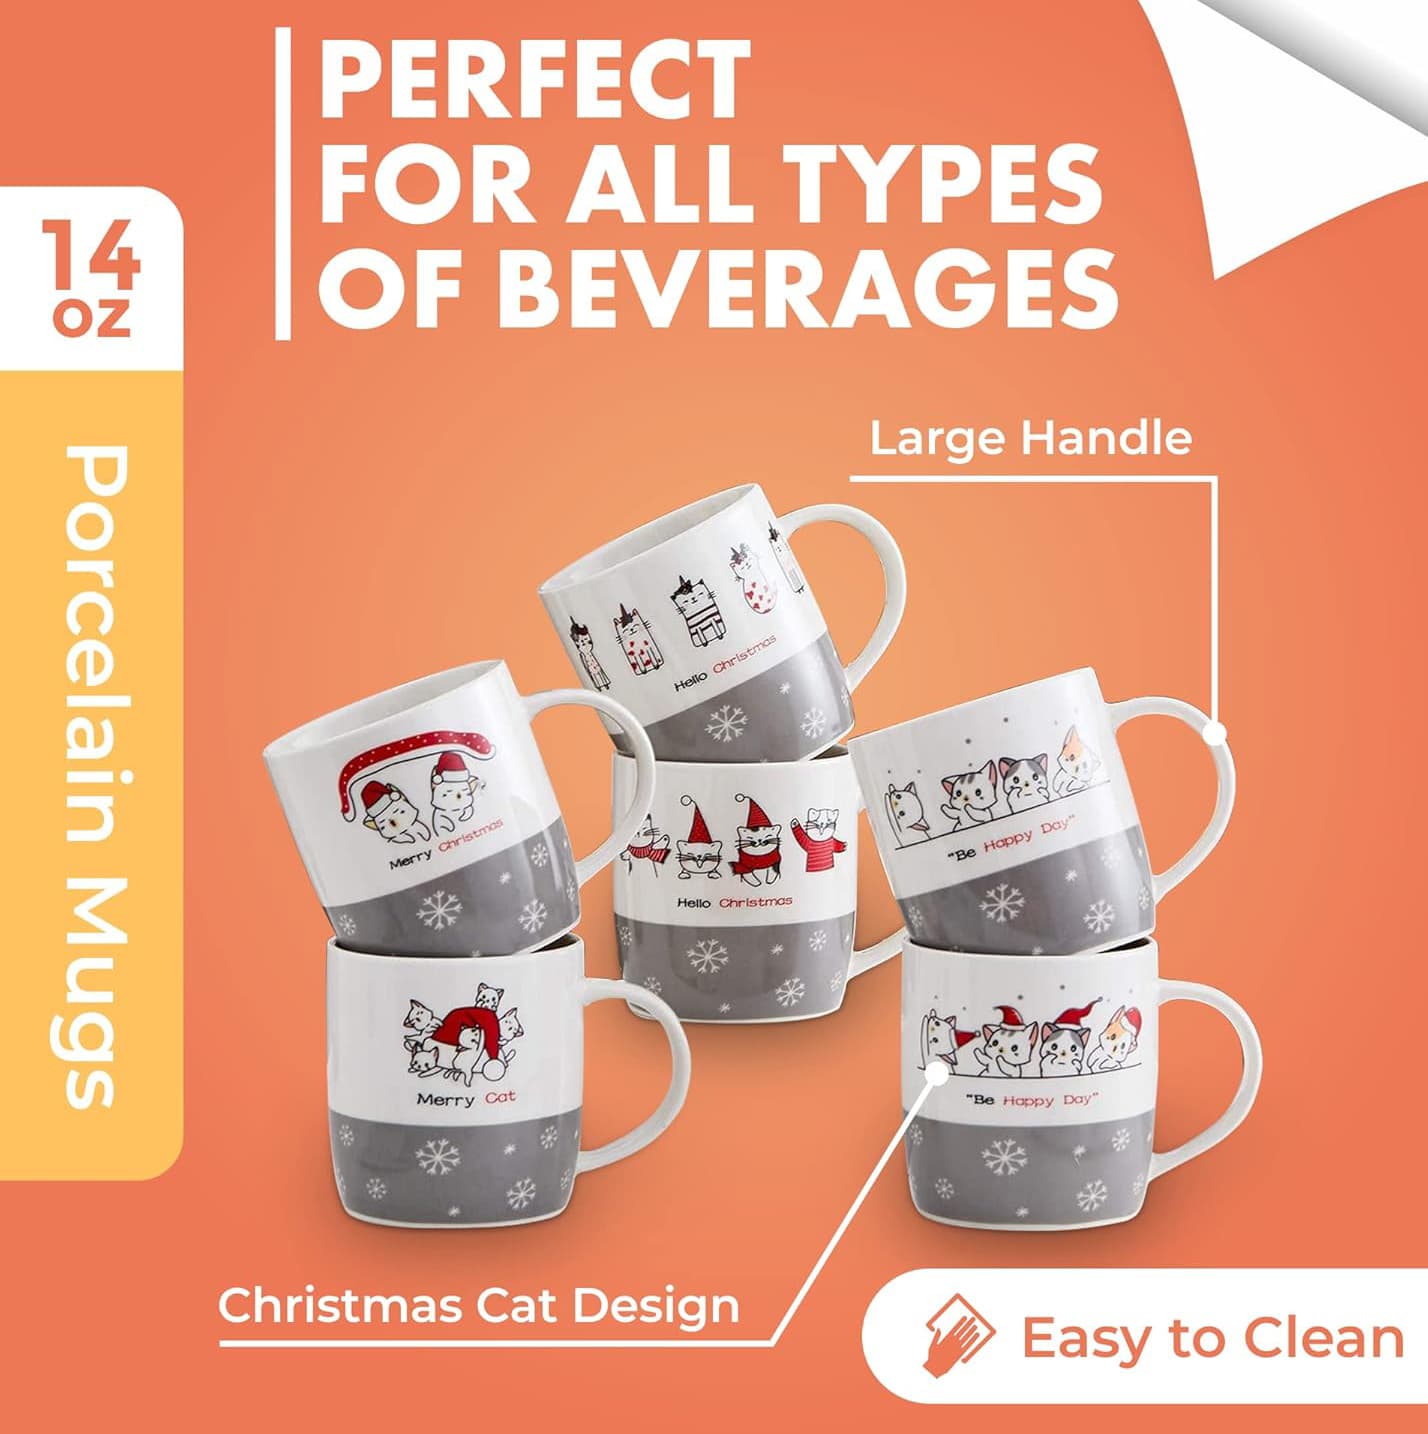 PERFECT
FOR ALL TYPES
OF BEVERAGES
14
oz
Porcelain Mugs
Large Handle
Hello Christmas
Merry Christmas
Hello Christmas
"Be Happy Day"
Merry Cat
"Be Happy Day"
Christmas Cat Design
Easy to Clean